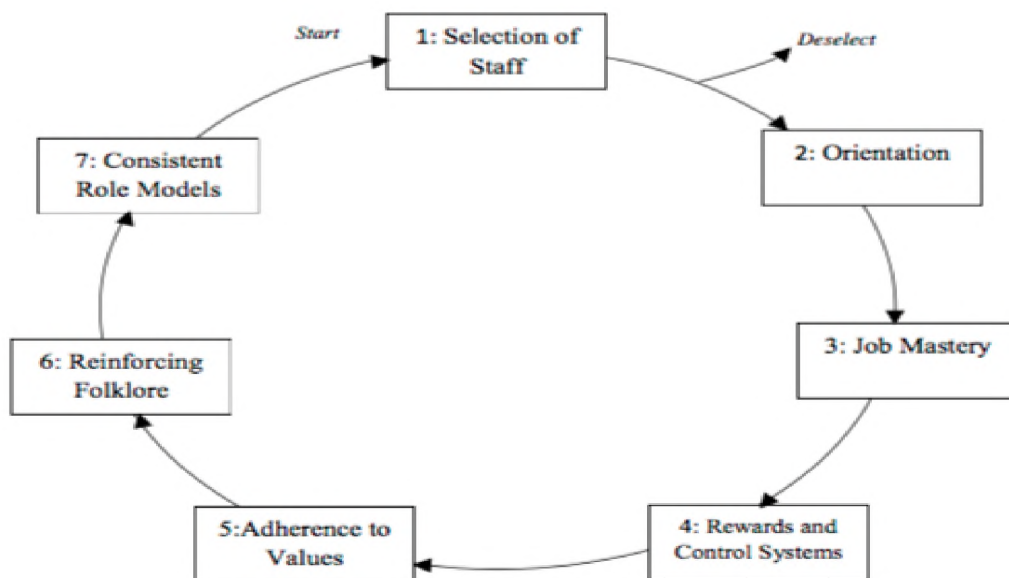 Start
1: Selection of
Staff
Deselect
2: Orientation
3: Job Mastery
4: Rewards and
Control Systems
5:Adherence to
Values
6: Reinforcing
Folklore
7: Consistent
Role Models